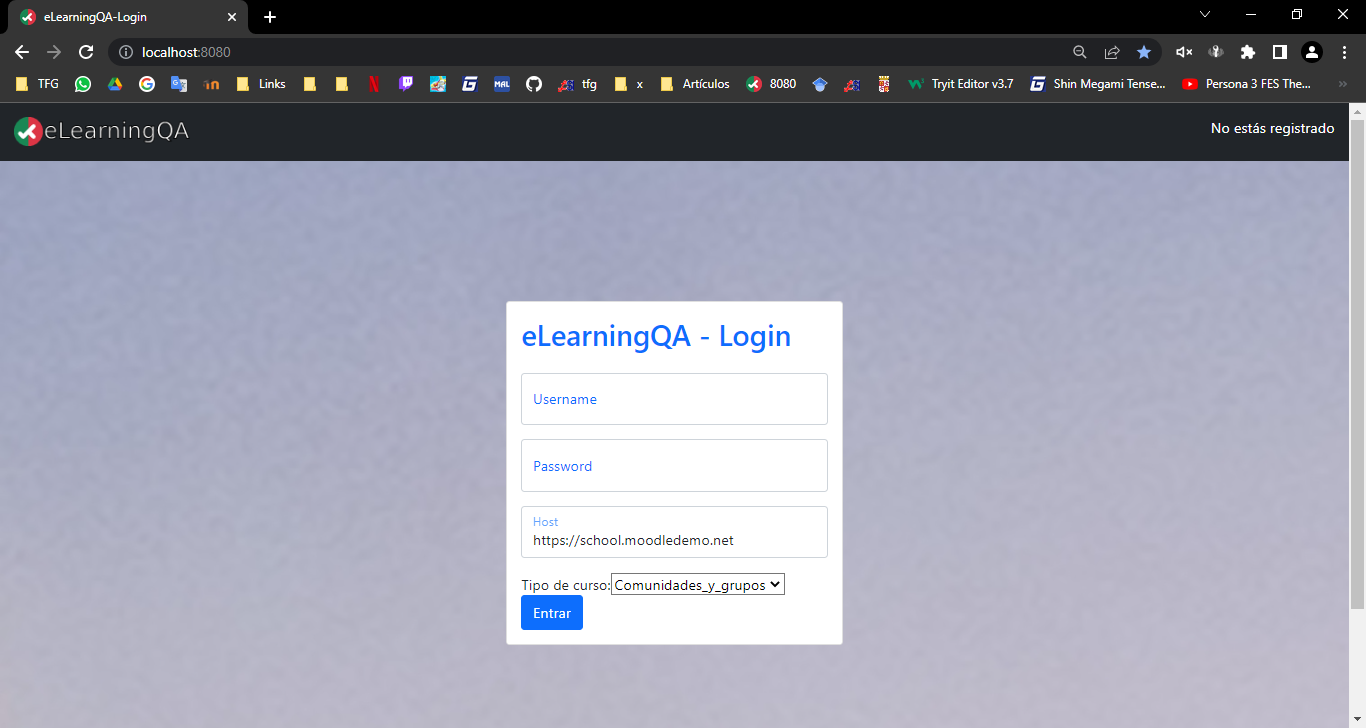 eLearningQA-Login
localhost:8080
TFG
Links
MAL
tfg
x
Artículos
8080
Tryit Editor v3.7
Shin Megami Tense...
Persona 3 FES The...
»
eLearningQA
No estás registrado
eLearningQA - Login
Username
Password
Host
https://school.moodledemo.net
Tipo de curso: Comunidades_y_grupos
Entrar